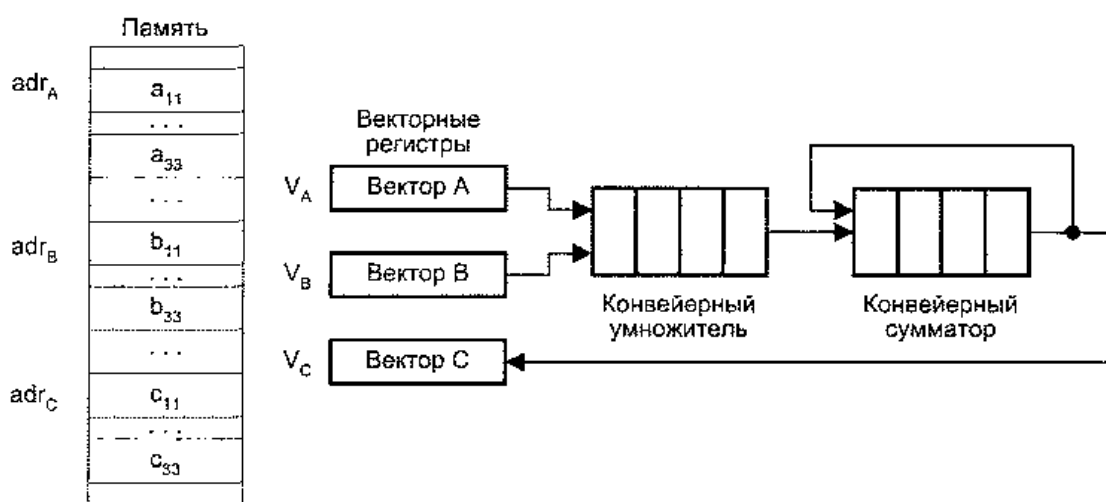 Память
adr_A
a_11
...
a_33
...
adr_B
b_11
...
b_33
...
adr_C
c_11
...
c_33
Векторные
регистры
V_A
Вектор A
V_B
Вектор B
V_C
Вектор C
Конвейерный
умножитель
Конвейерный
сумматор